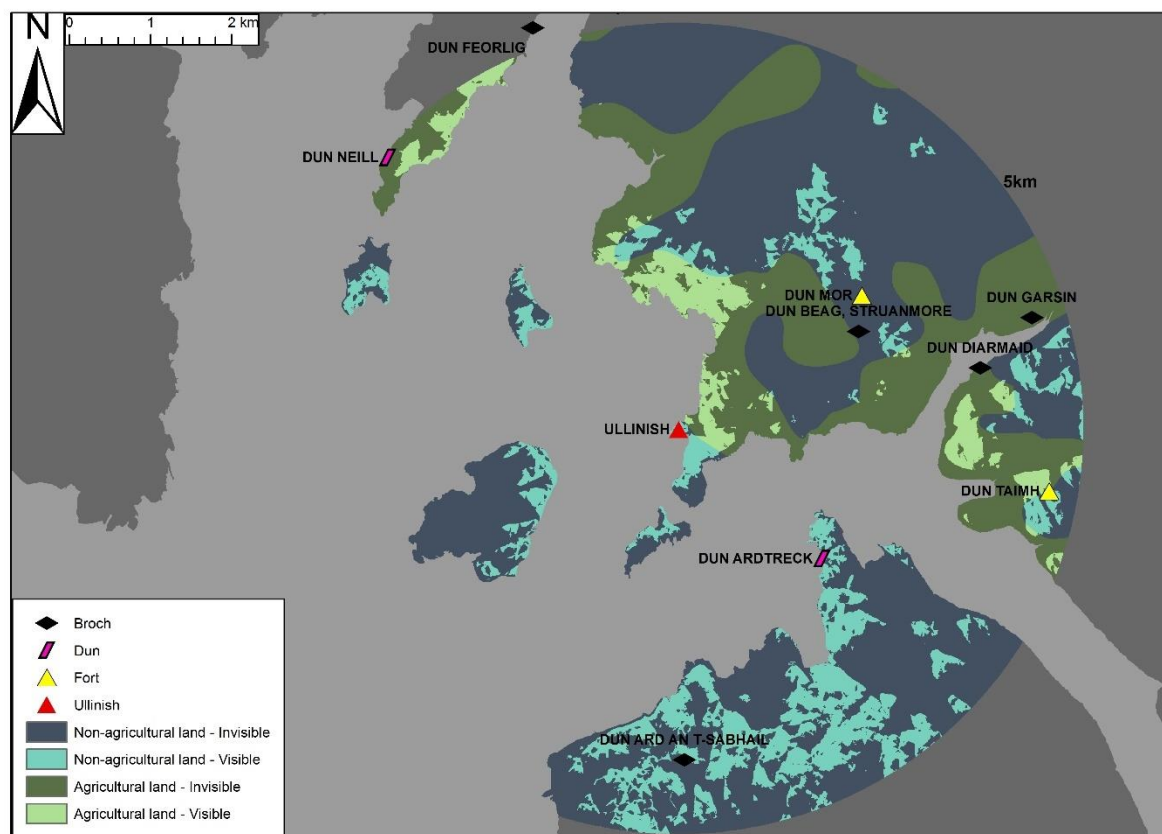 N
0 1 2 km
DUN FEORLIG
DUN NEILL
5km
DUN MOR
DUN BEAG, STRUANMORE
DUN GARSIN
DUN DIARMAID
ULLINISH
DUN TAIMH
DUN ARDTRECK
DUN ARD AN T-SABHAIL
Broch
Dun
Fort
Ullinish
Non-agricultural land - Invisible
Non-agricultural land - Visible
Agricultural land - Invisible
Agricultural land - Visible